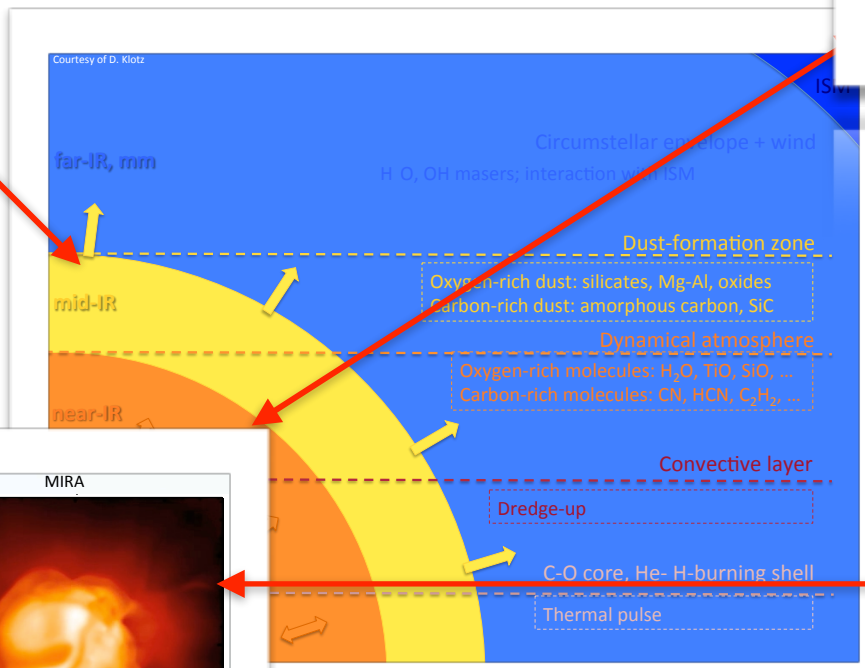 Courtesy of D. Klotz
ISM
Circumstellar envelope + wind
far-IR, mm
H O, OH masers; interaction with ISM
Dust-formation zone
Oxygen-rich dust: silicates, Mg-Al, oxides
mid-IR
Carbon-rich dust: amorphous carbon, SiC
Dynamical atmosphere
Oxygen-rich molecules: H₂O, TiO, SiO, ...
Carbon-rich molecules: CN, HCN, C₂H₂, ...
near-IR
Convective layer
MIRA
Dredge-up
C-O core, He- H-burning shell
Thermal pulse